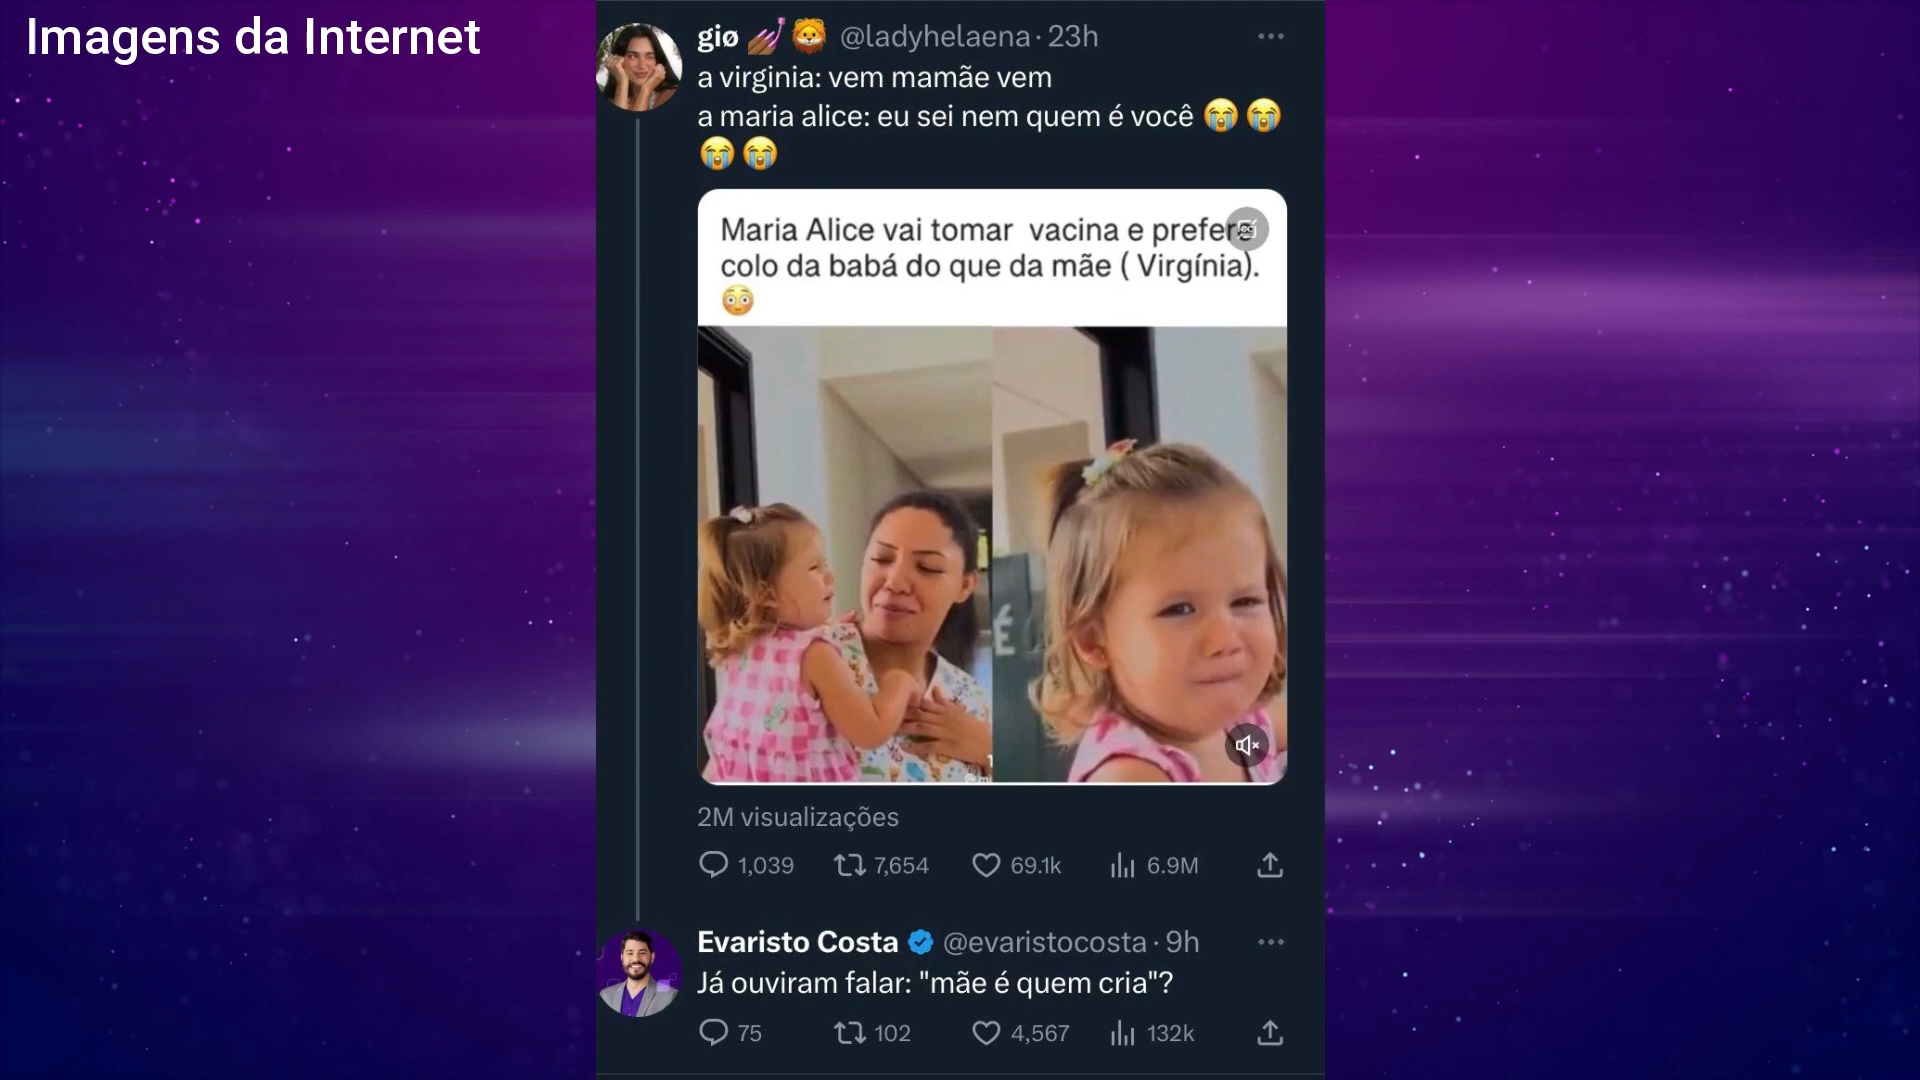 Imagens da Internet
giø 💅🏾 🦁 @ladyhelaena · 23h
a virginia: vem mamãe vem
a maria alice: eu sei nem quem é você 😭 😭
😭 😭
Maria Alice vai tomar vacina e prefere
colo da babá do que da mãe ( Virgínia).
😳
É
2M visualizações
1,039 7,654 69.1k 6.9M
Evaristo Costa @evaristocosta · 9h
Já ouviram falar: "mãe é quem cria"?
75 102 4,567 132k